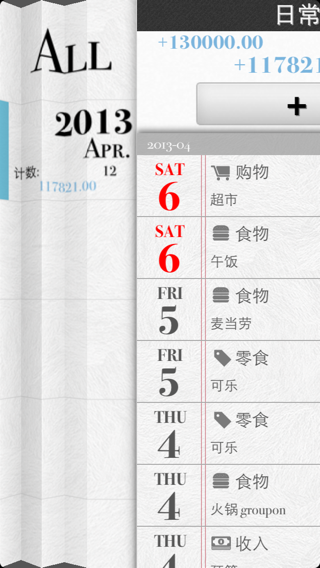 ALL
2013
APR.
计数: 12
117821.00
日常
+130000.00
+117821
+
2013-04
SAT
6
购物
超市
SAT
6
食物
午饭
FRI
5
食物
麦当劳
FRI
5
零食
可乐
THU
4
零食
可乐
THU
4
食物
火锅 groupon
THU
4
收入